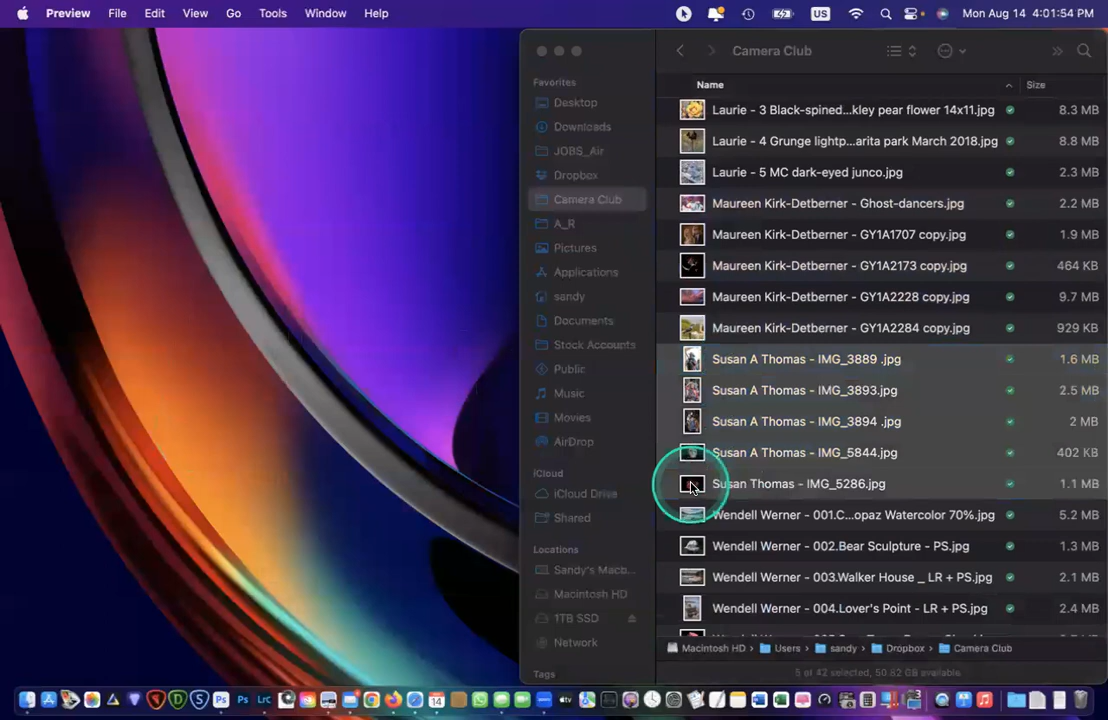 Preview File Edit View Go Tools Window Help US Mon Aug 14 4:01:54 PM
Camera Club
Favorites
Desktop
Downloads
JOBS_Air
Dropbox
Camera Club
A_R
Pictures
Applications
sandy
Documents
Stock Accounts
Public
Music
Movies
AirDrop
iCloud
iCloud Drive
Shared
Locations
Sandy's Macb...
Macintosh HD
1TB SSD
Network
Tags
Name Size
Laurie - 3 Black-spined...kley pear flower 14x11.jpg 8.3 MB
Laurie - 4 Grunge lightp...arita park March 2018.jpg 8.8 MB
Laurie - 5 MC dark-eyed junco.jpg 2.3 MB
Maureen Kirk-Detberner - Ghost-dancers.jpg 2.2 MB
Maureen Kirk-Detberner - GY1A1707 copy.jpg 1.9 MB
Maureen Kirk-Detberner - GY1A2173 copy.jpg 464 KB
Maureen Kirk-Detberner - GY1A2228 copy.jpg 9.7 MB
Maureen Kirk-Detberner - GY1A2284 copy.jpg 929 KB
Susan A Thomas - IMG_3889 .jpg 1.6 MB
Susan A Thomas - IMG_3893.jpg 2.5 MB
Susan A Thomas - IMG_3894 .jpg 2 MB
Susan A Thomas - IMG_5844.jpg 402 KB
Susan Thomas - IMG_5286.jpg 1.1 MB
Wendell Werner - 001.C...opaz Watercolor 70%.jpg 5.2 MB
Wendell Werner - 002.Bear Sculpture - PS.jpg 1.3 MB
Wendell Werner - 003.Walker House _ LR + PS.jpg 2.1 MB
Wendell Werner - 004.Lover's Point - LR + PS.jpg 2.4 MB
Macintosh HD › Users › sandy › Dropbox › Camera Club
5 of 42 selected, 50.82 GB available